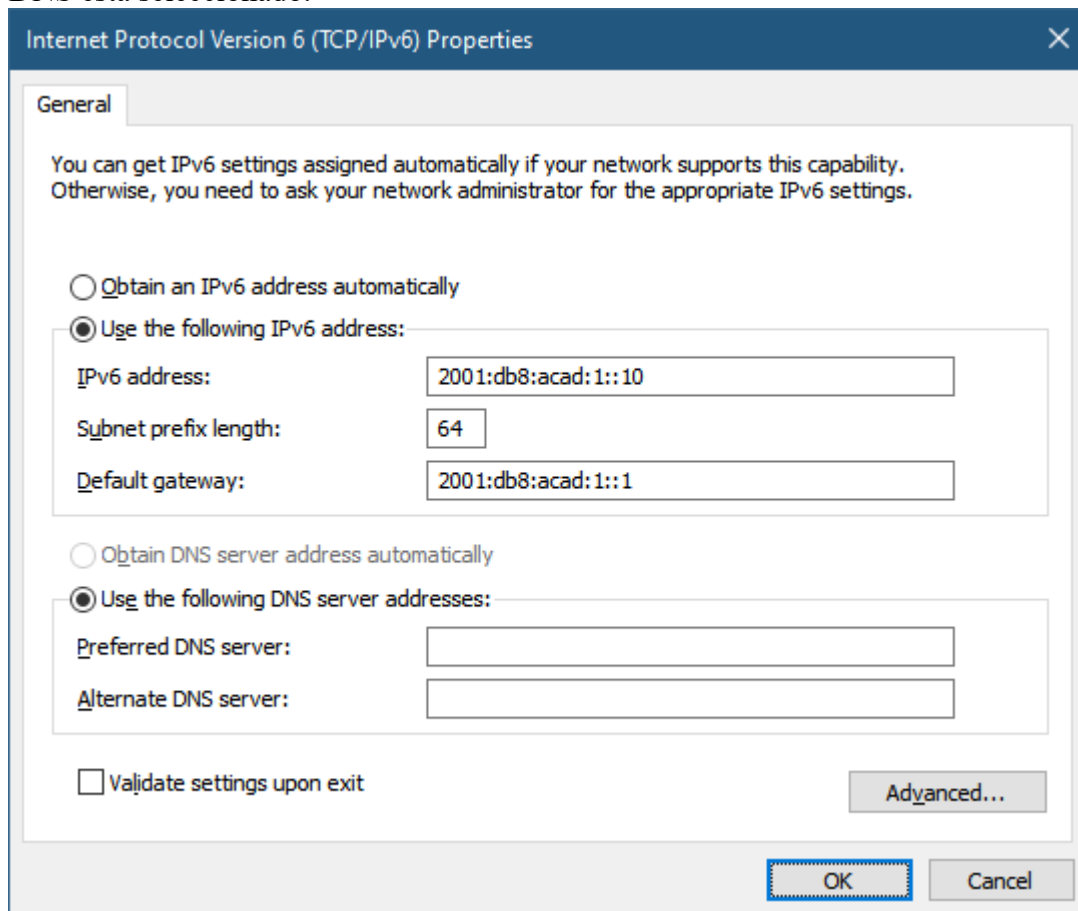 Internet Protocol Version 6 (TCP/IPv6) Properties
General
You can get IPv6 settings assigned automatically if your network supports this capability.
Otherwise, you need to ask your network administrator for the appropriate IPv6 settings.
Obtain an IPv6 address automatically
Use the following IPv6 address:
IPv6 address: 2001:db8:acad:1::10
Subnet prefix length: 64
Default gateway: 2001:db8:acad:1::1
Obtain DNS server address automatically
Use the following DNS server addresses:
Preferred DNS server:
Alternate DNS server:
Validate settings upon exit
Advanced...
OK Cancel